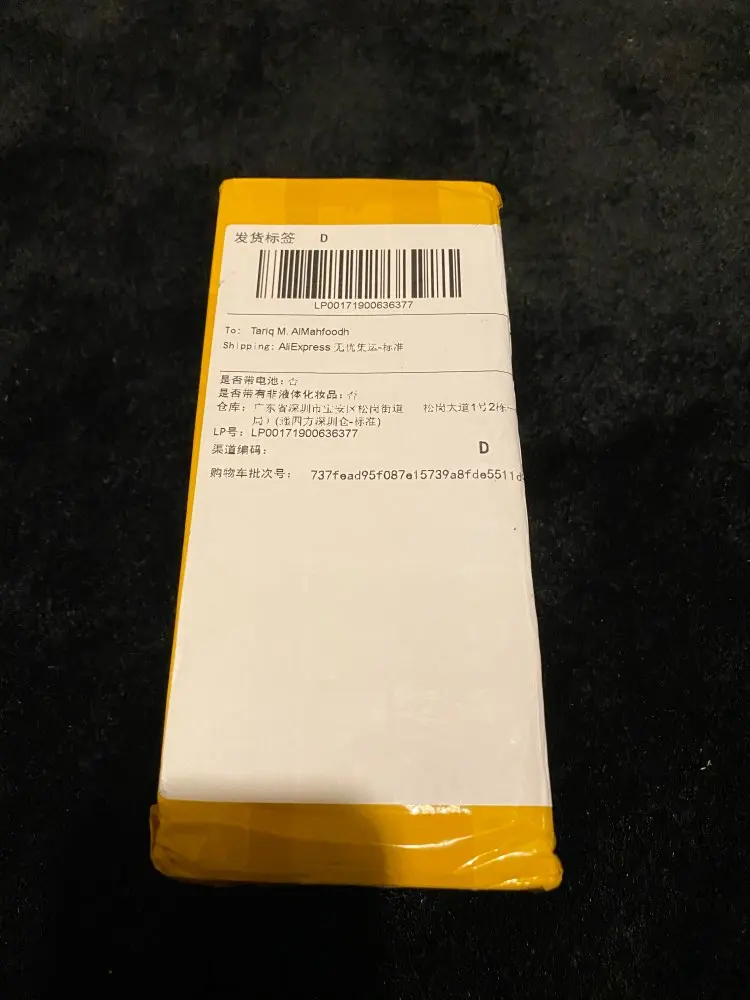 发货标签 D
LP00171900636377
To: Tariq M. AlMahfoodh
Shipping: AliExpress 无忧集运-标准
是否带电池：否
是否带有非液体化妆品：否
仓库：广东省深圳市宝安区松岗街道 松岗大道1号2栋一
局）(递四方深圳仓-标准)
LP号：LP00171900636377
渠道编码： D
购物车批次号： 737fead95f087e15739a8fde5511d